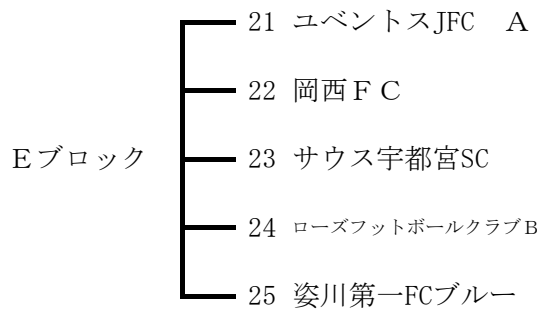 21 ユベントスJFC　A
22 岡西ＦＣ
Eブロック 23 サウス宇都宮SC
24 ローズフットボールクラブＢ
25 姿川第一FCブルー